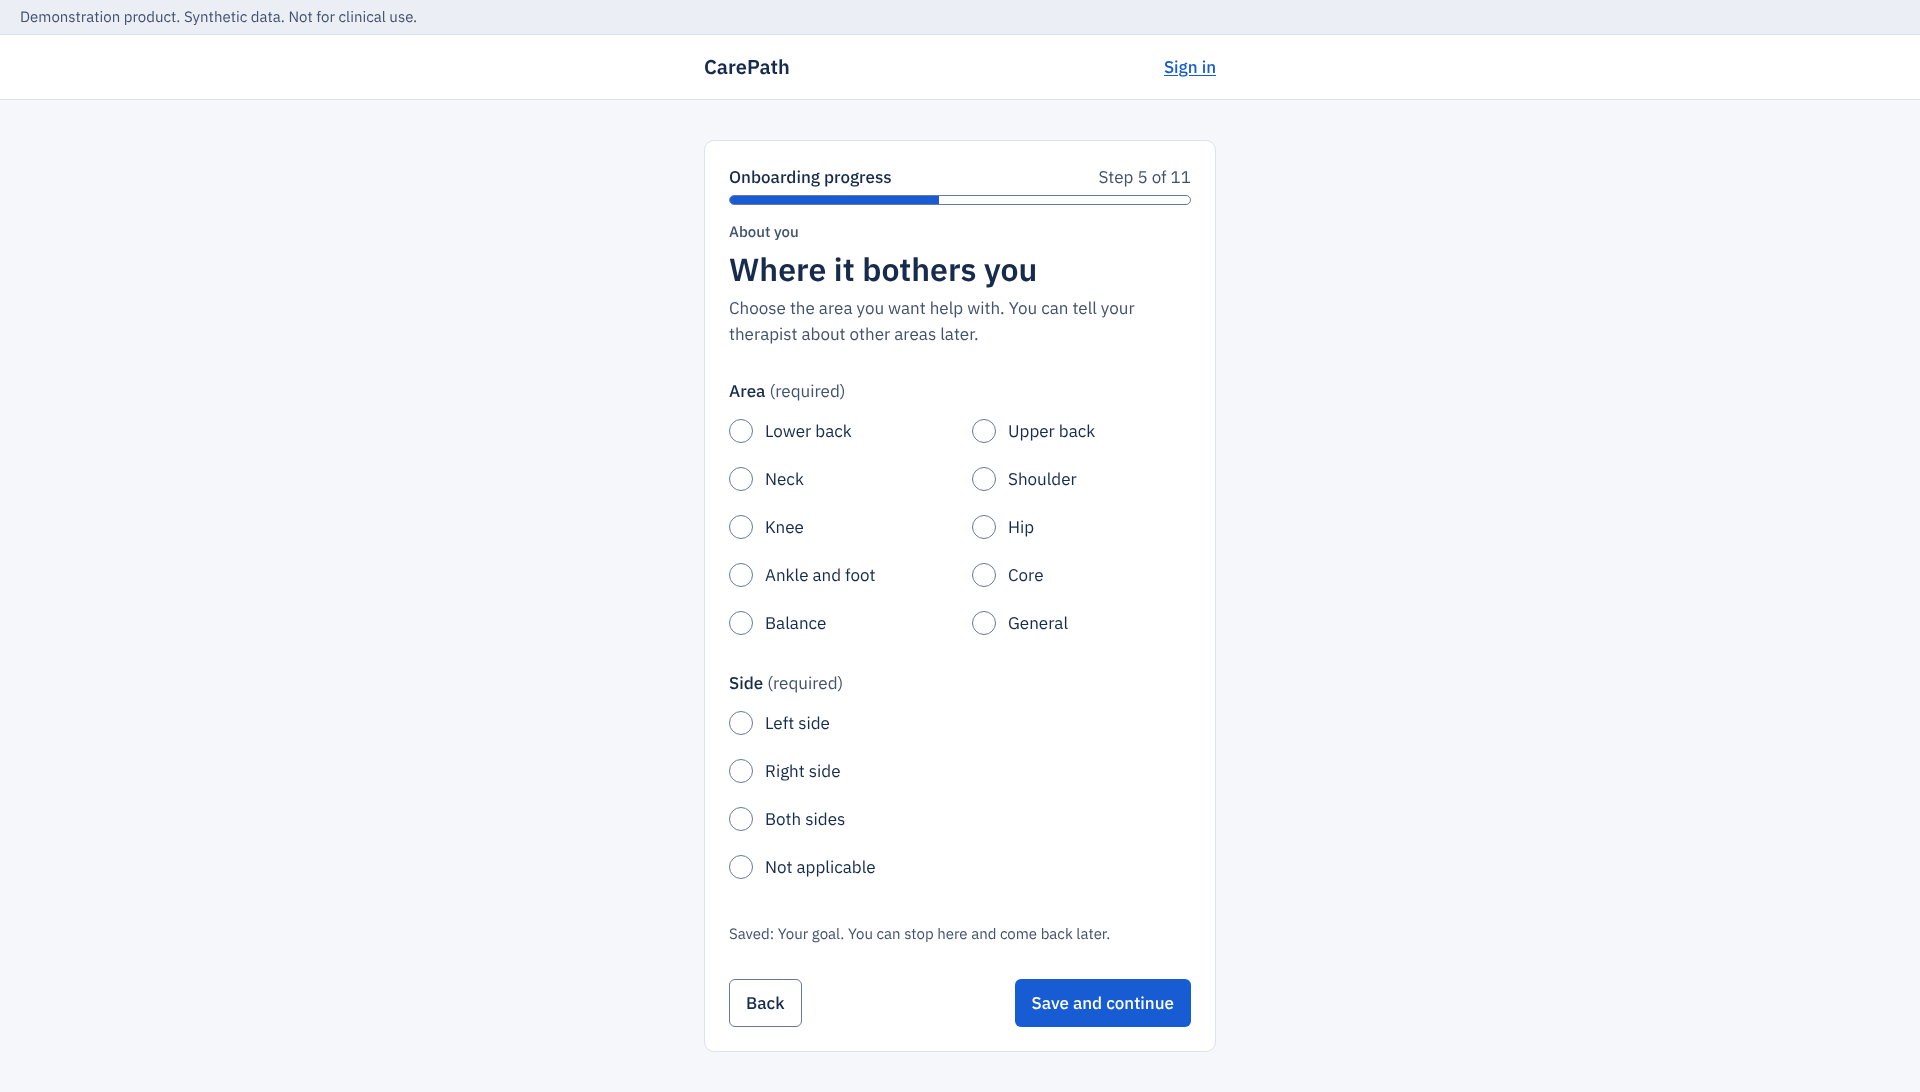 Demonstration product. Synthetic data. Not for clinical use.
CarePath
Sign in
Onboarding progress
Step 5 of 11
About you
Where it bothers you
Choose the area you want help with. You can tell your
therapist about other areas later.
Area (required)
Lower back
Upper back
Neck
Shoulder
Knee
Hip
Ankle and foot
Core
Balance
General
Side (required)
Left side
Right side
Both sides
Not applicable
Saved: Your goal. You can stop here and come back later.
Back
Save and continue